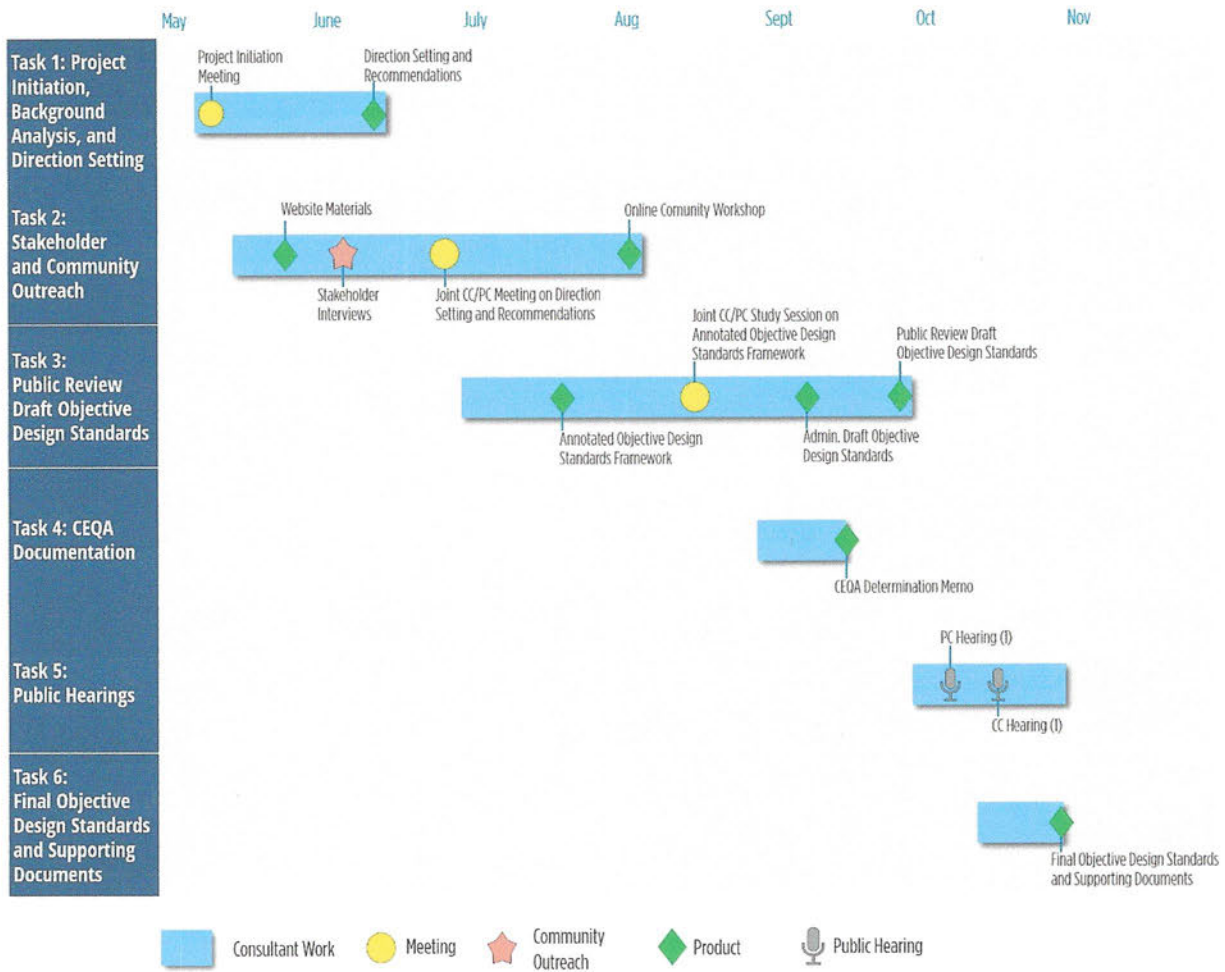 May June July Aug Sept Oct Nov
Task 1: Project
Initiation,
Background
Analysis, and
Direction Setting
Project Initiation
Meeting
Direction Setting and
Recommendations
Task 2:
Stakeholder
and Community
Outreach
Website Materials
Online Comunity Workshop
Stakeholder
Interviews
Joint CC/PC Meeting on Direction
Setting and Recommendations
Task 3:
Public Review
Draft Objective
Design Standards
Joint CC/PC Study Session on
Annotated Objective Design
Standards Framework
Public Review Draft
Objective Design Standards
Annotated Objective Design
Standards Framework
Admin. Draft Objective
Design Standards
Task 4: CEQA
Documentation
CEQA Determination Memo
Task 5:
Public Hearings
PC Hearing (1)
CC Hearing (1)
Task 6:
Final Objective
Design Standards
and Supporting
Documents
Final Objective Design Standards
and Supporting Documents
Consultant Work
Meeting
Community
Outreach
Product
Public Hearing